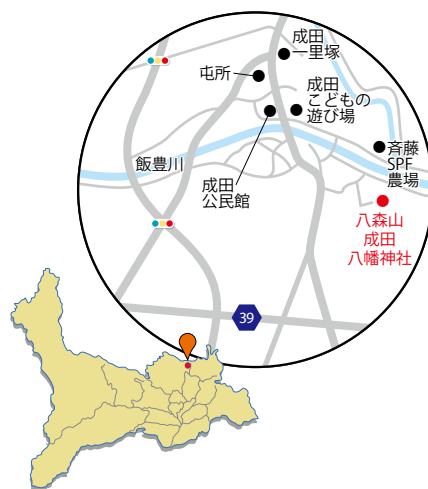 成田
一里塚
屯所
成田
こどもの
遊び場
飯豊川
成田
公民館
斉藤
SPF
農場
八森山
成田
八幡神社
39